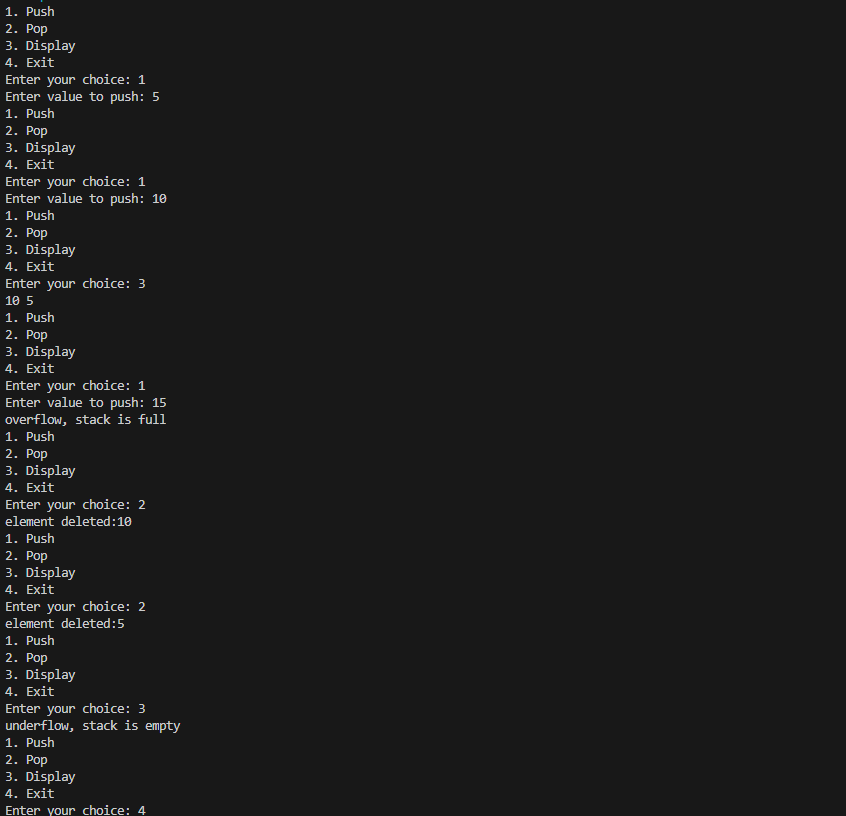 1. Push
2. Pop
3. Display
4. Exit
Enter your choice: 1
Enter value to push: 5
1. Push
2. Pop
3. Display
4. Exit
Enter your choice: 1
Enter value to push: 10
1. Push
2. Pop
3. Display
4. Exit
Enter your choice: 3
10 5
1. Push
2. Pop
3. Display
4. Exit
Enter your choice: 1
Enter value to push: 15
overflow, stack is full
1. Push
2. Pop
3. Display
4. Exit
Enter your choice: 2
element deleted:10
1. Push
2. Pop
3. Display
4. Exit
Enter your choice: 2
element deleted:5
1. Push
2. Pop
3. Display
4. Exit
Enter your choice: 3
underflow, stack is empty
1. Push
2. Pop
3. Display
4. Exit
Enter your choice: 4